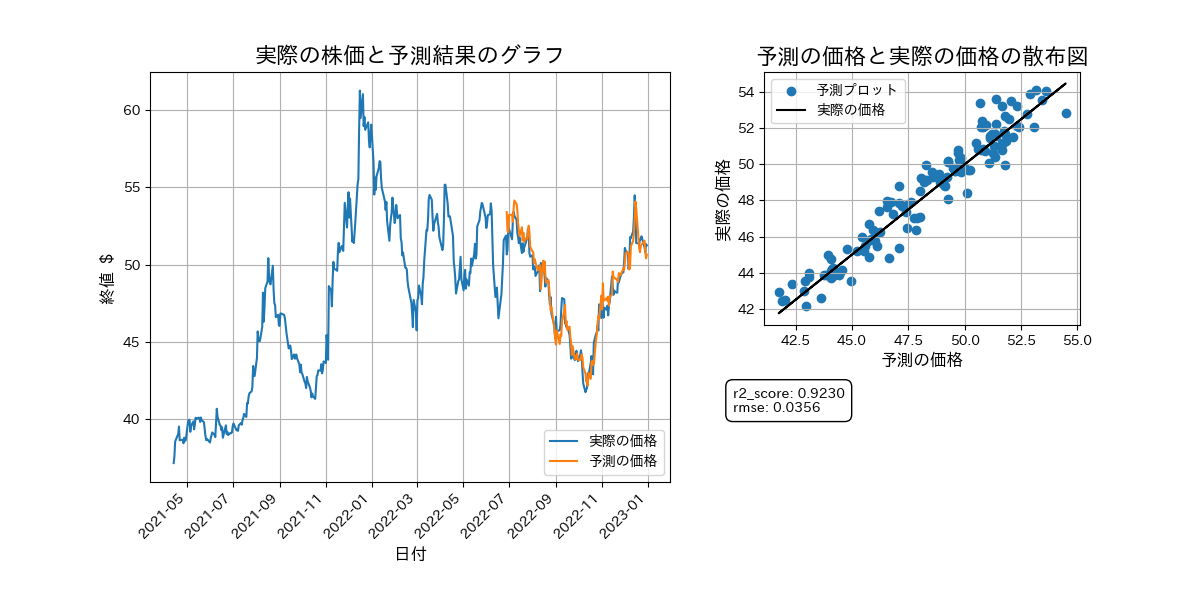 実際の株価と予測結果のグラフ
終値 $
60
55
50
45
40
実際の価格
予測の価格
2021-05
2021-07
2021-09
2021-11
2022-01
2022-03
2022-05
2022-07
2022-09
2022-11
2023-01
日付
予測の価格と実際の価格の散布図
実際の価格
54
52
50
48
46
44
42
予測プロット
実際の価格
42.5
45.0
47.5
50.0
52.5
55.0
予測の価格
r2_score: 0.9230
rmse: 0.0356